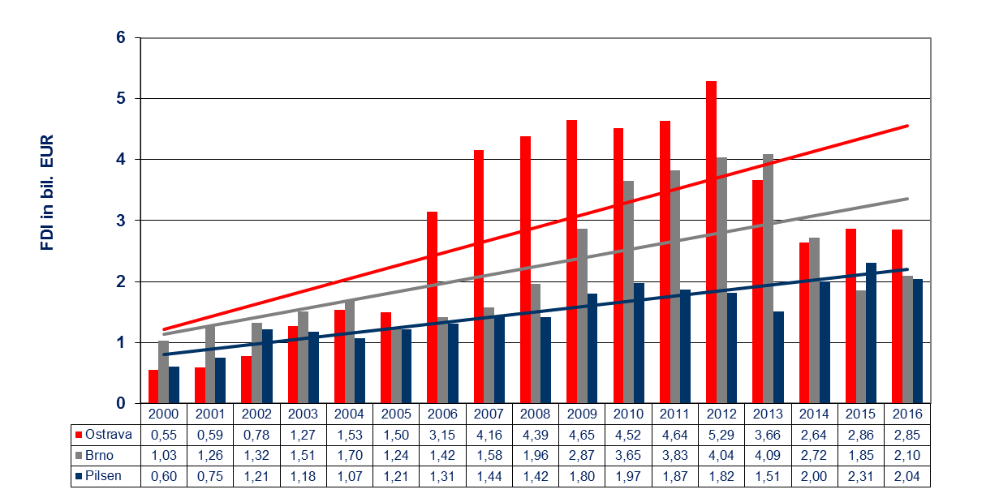 6
5
4
3
2
1
0
FDI in bil. EUR
2000 2001 2002 2003 2004 2005 2006 2007 2008 2009 2010 2011 2012 2013 2014 2015 2016
Ostrava 0,55 0,59 0,78 1,27 1,53 1,50 3,15 4,16 4,39 4,65 4,52 4,64 5,29 3,66 2,64 2,86 2,85
Brno 1,03 1,26 1,32 1,51 1,70 1,24 1,42 1,58 1,96 2,87 3,65 3,83 4,04 4,09 2,72 1,85 2,10
Pilsen 0,60 0,75 1,21 1,18 1,07 1,21 1,31 1,44 1,42 1,80 1,97 1,87 1,82 1,51 2,00 2,31 2,04